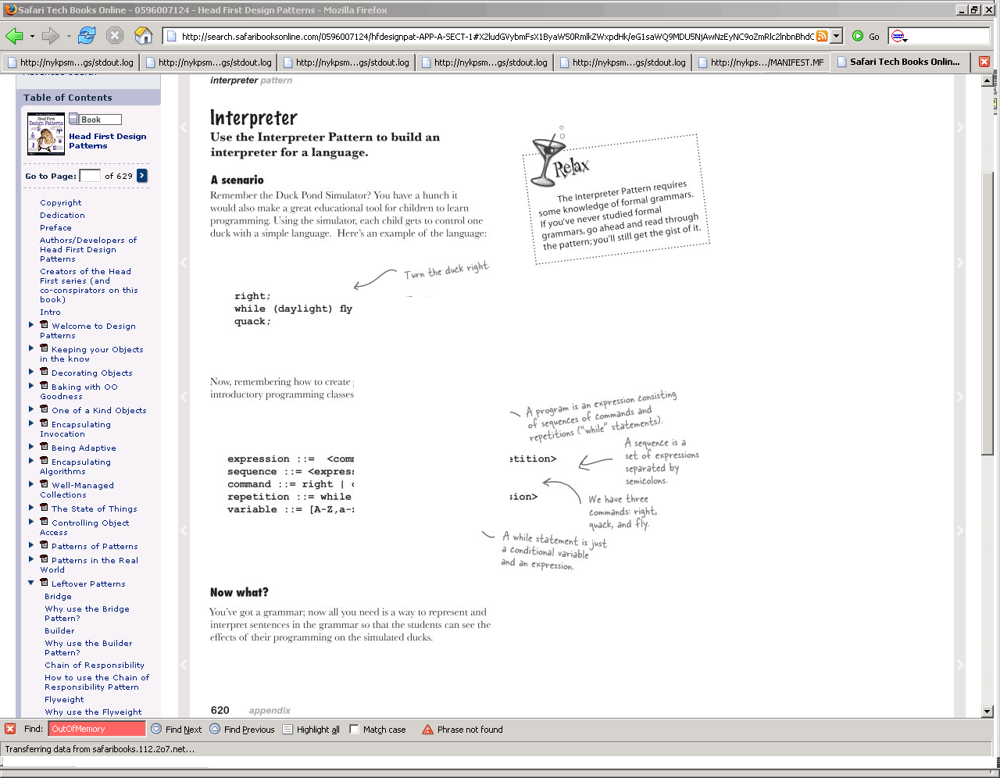 Safari Tech Books Online - 0596007124 - Head First Design Patterns - Mozilla Firefox
http://search.safaribooksonline.com/0596007124/hfdesignpat-APP-A-SECT-1#X2ludGVybmFsX1ByaW50RmlkZWxpdHk/eG1saWQ9MDU5NjAwNzEyNC9oZmRlc2lnbnBhdC
Go
http://nykpsm...gs/stdout.log
http://nykpsm...gs/stdout.log
http://nykpsm...gs/stdout.log
http://nykpsm...gs/stdout.log
http://nykpsm...gs/stdout.log
http://nykps.../MANIFEST.MF
Safari Tech Books Onlin...
Table of Contents
Book
Head First Design
Patterns
Go to Page:
of 629
Copyright
Dedication
Preface
Authors/Developers of
Head First Design
Patterns
Creators of the Head
First series (and
co-conspirators on this
book)
Intro
Welcome to Design
Patterns
Keeping your Objects
in the know
Decorating Objects
Baking with OO
Goodness
One of a Kind Objects
Encapsulating
Invocation
Being Adaptive
Encapsulating
Algorithms
Well-Managed
Collections
The State of Things
Controlling Object
Access
Patterns of Patterns
Patterns in the Real
World
Leftover Patterns
Bridge
Why use the Bridge
Pattern?
Builder
Why use the Builder
Pattern?
Chain of Responsibility
How to use the Chain of
Responsibility Pattern
Flyweight
Why use the Flyweight
interpreter pattern
Interpreter
Use the Interpreter Pattern to build an
interpreter for a language.
A scenario
Remember the Duck Pond Simulator? You have a hunch it
would also make a great educational tool for children to learn
programming. Using the simulator, each child gets to control one
duck with a simple language. Here's an example of the language:
Relax
The Interpreter Pattern requires
some knowledge of formal grammars.
If you've never studied formal
grammars, go ahead and read through
the pattern; you'll still get the gist of it.
Turn the duck right
right;
while (daylight) fly
quack;
Now, remembering how to create
introductory programming classes
A program is an expression consisting
of sequences of commands and
repetitions ("while" statements).
expression ::= <comm
etition>
sequence ::= <express
command ::= right |
repetition ::= while
sion>
variable ::= [A-Z,a-
A sequence is a
set of expressions
separated by
semicolons.
We have three
commands: right,
quack, and fly.
A while statement is just
a conditional variable
and an expression.
Now what?
You've got a grammar; now all you need is a way to represent and
interpret sentences in the grammar so that the students can see the
effects of their programming on the simulated ducks.
620 appendix
Find: OutOfMemory Find Next Find Previous Highlight all Match case Phrase not found
Transferring data from safaribooks.112.2o7.net...